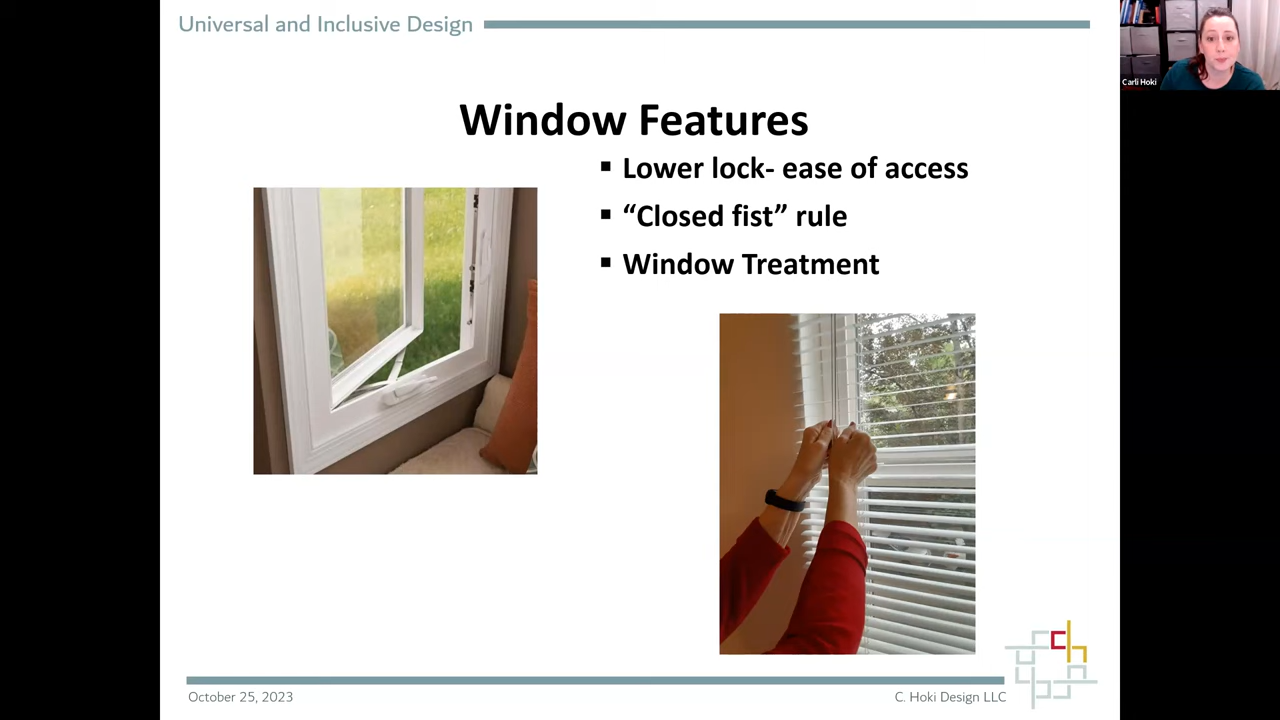 Universal and Inclusive Design
Carli Hoki
Window Features
▪ Lower lock- ease of access
▪ “Closed fist” rule
▪ Window Treatment
October 25, 2023
C. Hoki Design LLC